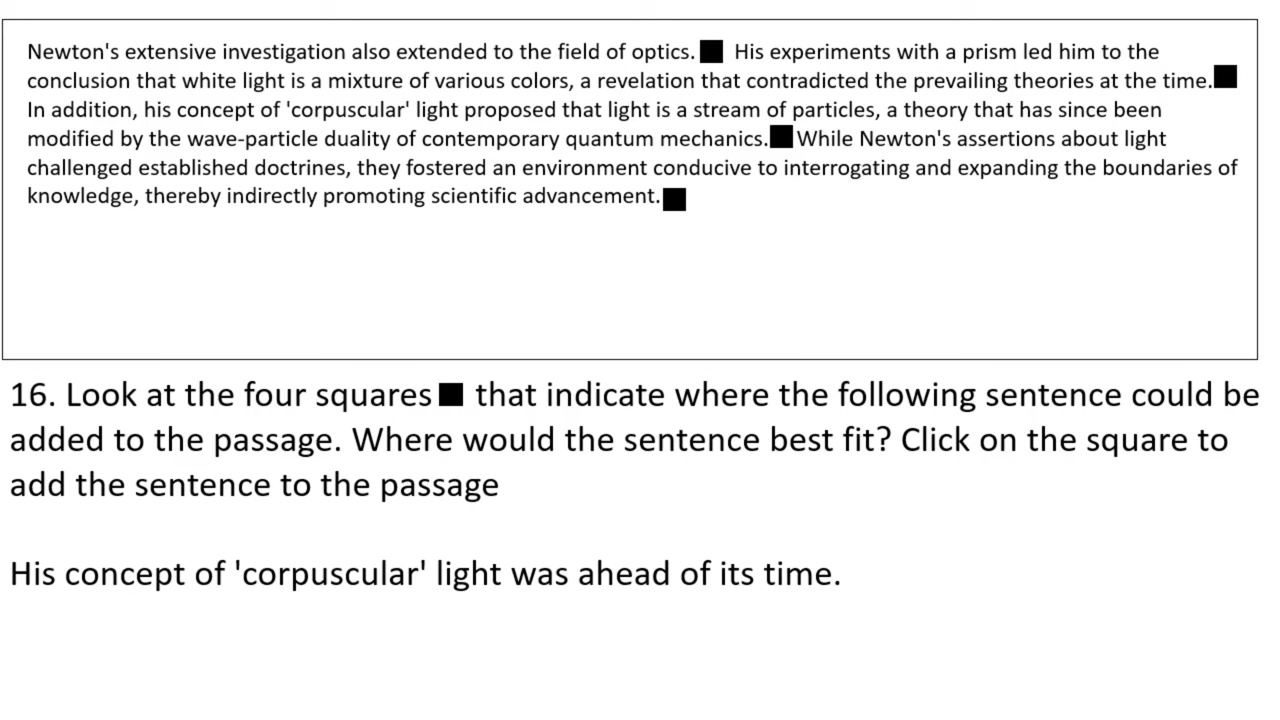 Newton's extensive investigation also extended to the field of optics. ■ His experiments with a prism led him to the
conclusion that white light is a mixture of various colors, a revelation that contradicted the prevailing theories at the time.■
In addition, his concept of 'corpuscular' light proposed that light is a stream of particles, a theory that has since been
modified by the wave-particle duality of contemporary quantum mechanics.■ While Newton's assertions about light
challenged established doctrines, they fostered an environment conducive to interrogating and expanding the boundaries of
knowledge, thereby indirectly promoting scientific advancement.■
16. Look at the four squares ■ that indicate where the following sentence could be
added to the passage. Where would the sentence best fit? Click on the square to
add the sentence to the passage
His concept of 'corpuscular' light was ahead of its time.